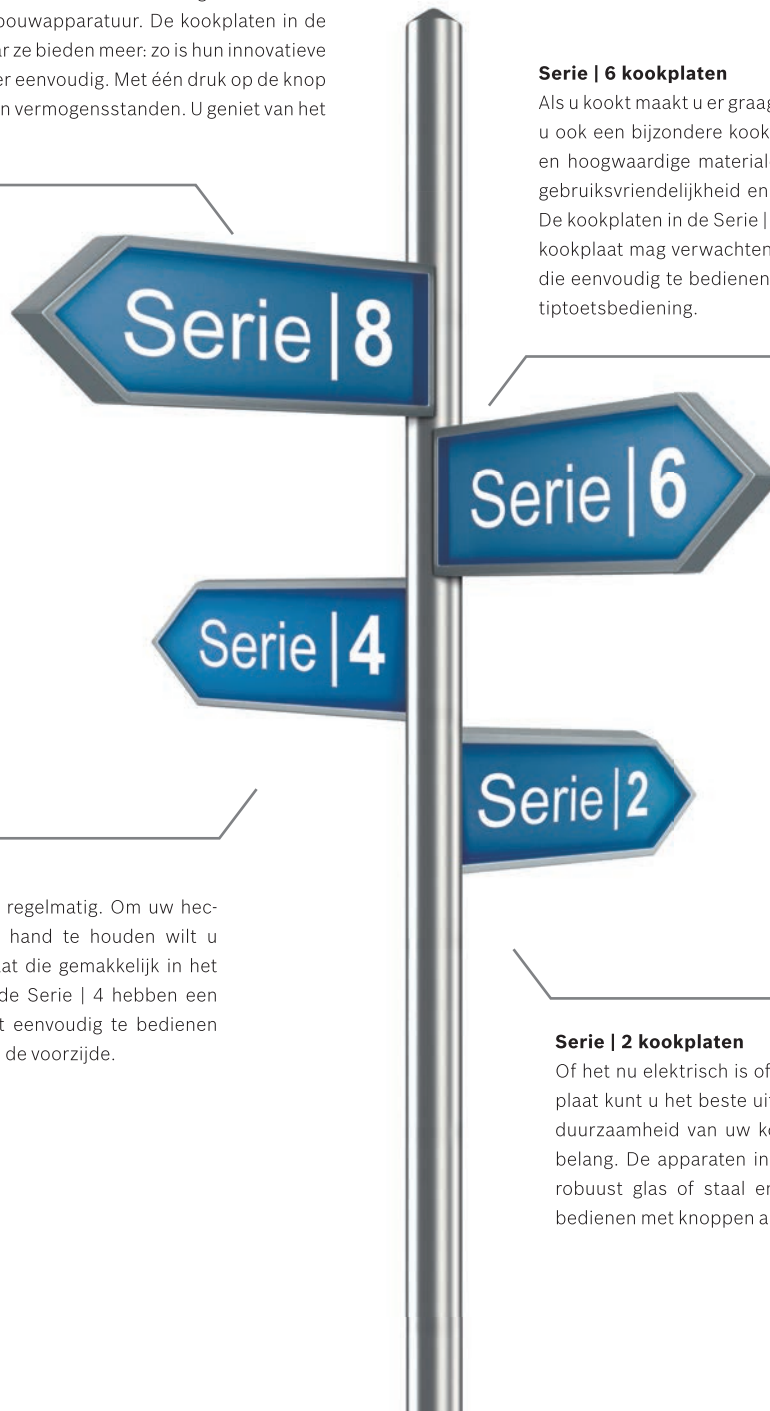 bouwapparatuur. De kookplaten in de
ze bieden meer: zo is hun innovatieve
eenvoudig. Met één druk op de knop
vermogensstanden. U geniet van het
Serie | 8
Serie | 6 kookplaten
Als u kookt maakt u er graag
u ook een bijzondere kook
en hoogwaardige material
gebruiksvriendelijkheid en
De kookplaten in de Serie |
kookplaat mag verwachten
die eenvoudig te bedienen
tiptoetsbediening.
Serie | 6
Serie | 4
Serie | 2
regelmatig. Om uw hec-
hand te houden wilt u
at die gemakkelijk in het
de Serie | 4 hebben een
t eenvoudig te bedienen
de voorzijde.
Serie | 2 kookplaten
Of het nu elektrisch is of
plaat kunt u het beste uit
duurzaamheid van uw k
belang. De apparaten in
robuust glas of staal en
bedienen met knoppen a